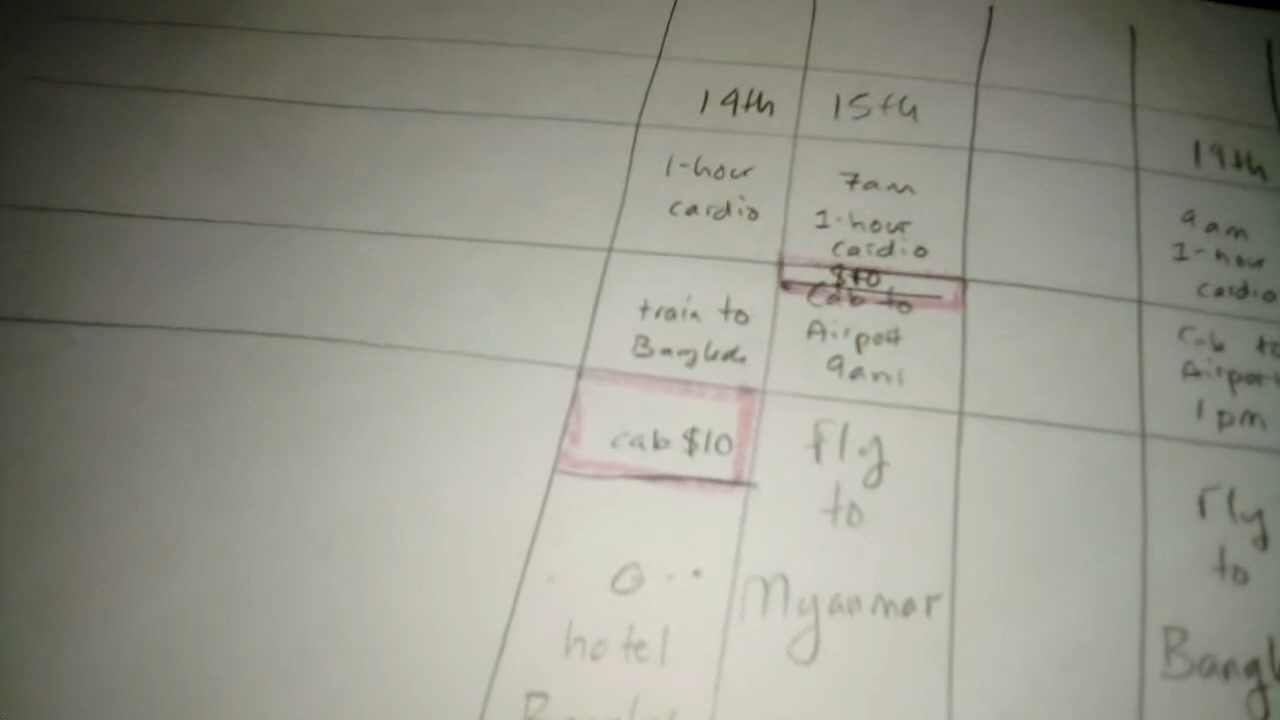 14th
1-hour
cardio
train to
cab $10
hotel
15th
7am
1-hour
cardio
$10
Cab to
Airport
9am
Fly
to
Myanmar
19th
9am
1-hour
cardio
Cab to
Airport
1pm
Fly
to